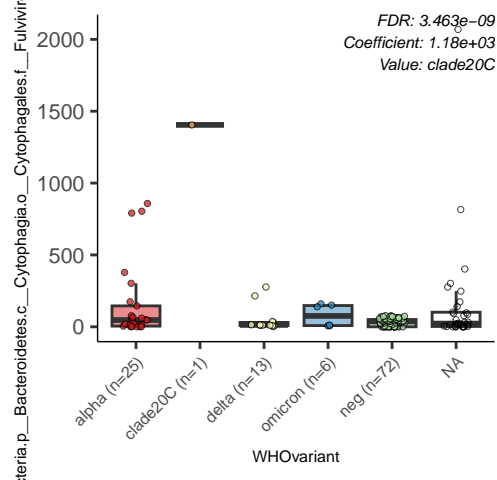 FDR: 3.463e−09
Coefficient: 1.18e+03
Value: clade20C
cteria.p__Bacteroidetes.c__Cytophagia.o__Cytophagales.f__Fulvivir
2000
1500
1000
500
0
alpha (n=25)
clade20C (n=1)
delta (n=13)
omicron (n=6)
neg (n=72)
NA
WHOvariant